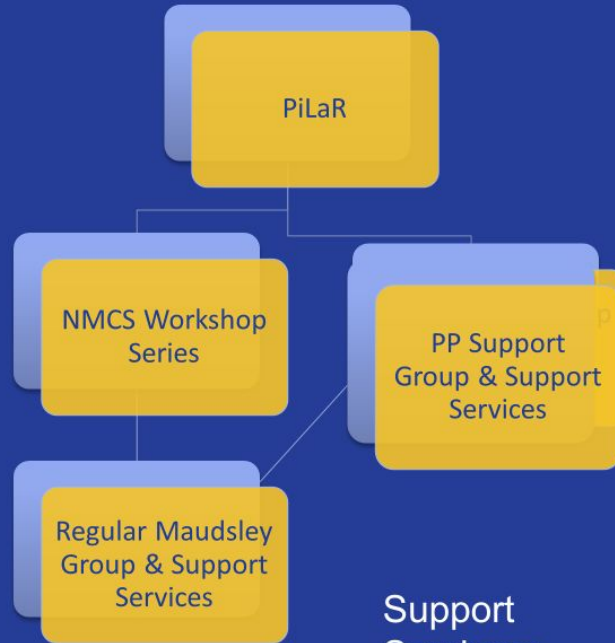 PiLaR
NMCS Workshop
Series
PP Support
Group & Support
Services
Regular Maudsley
Group & Support
Services
Support